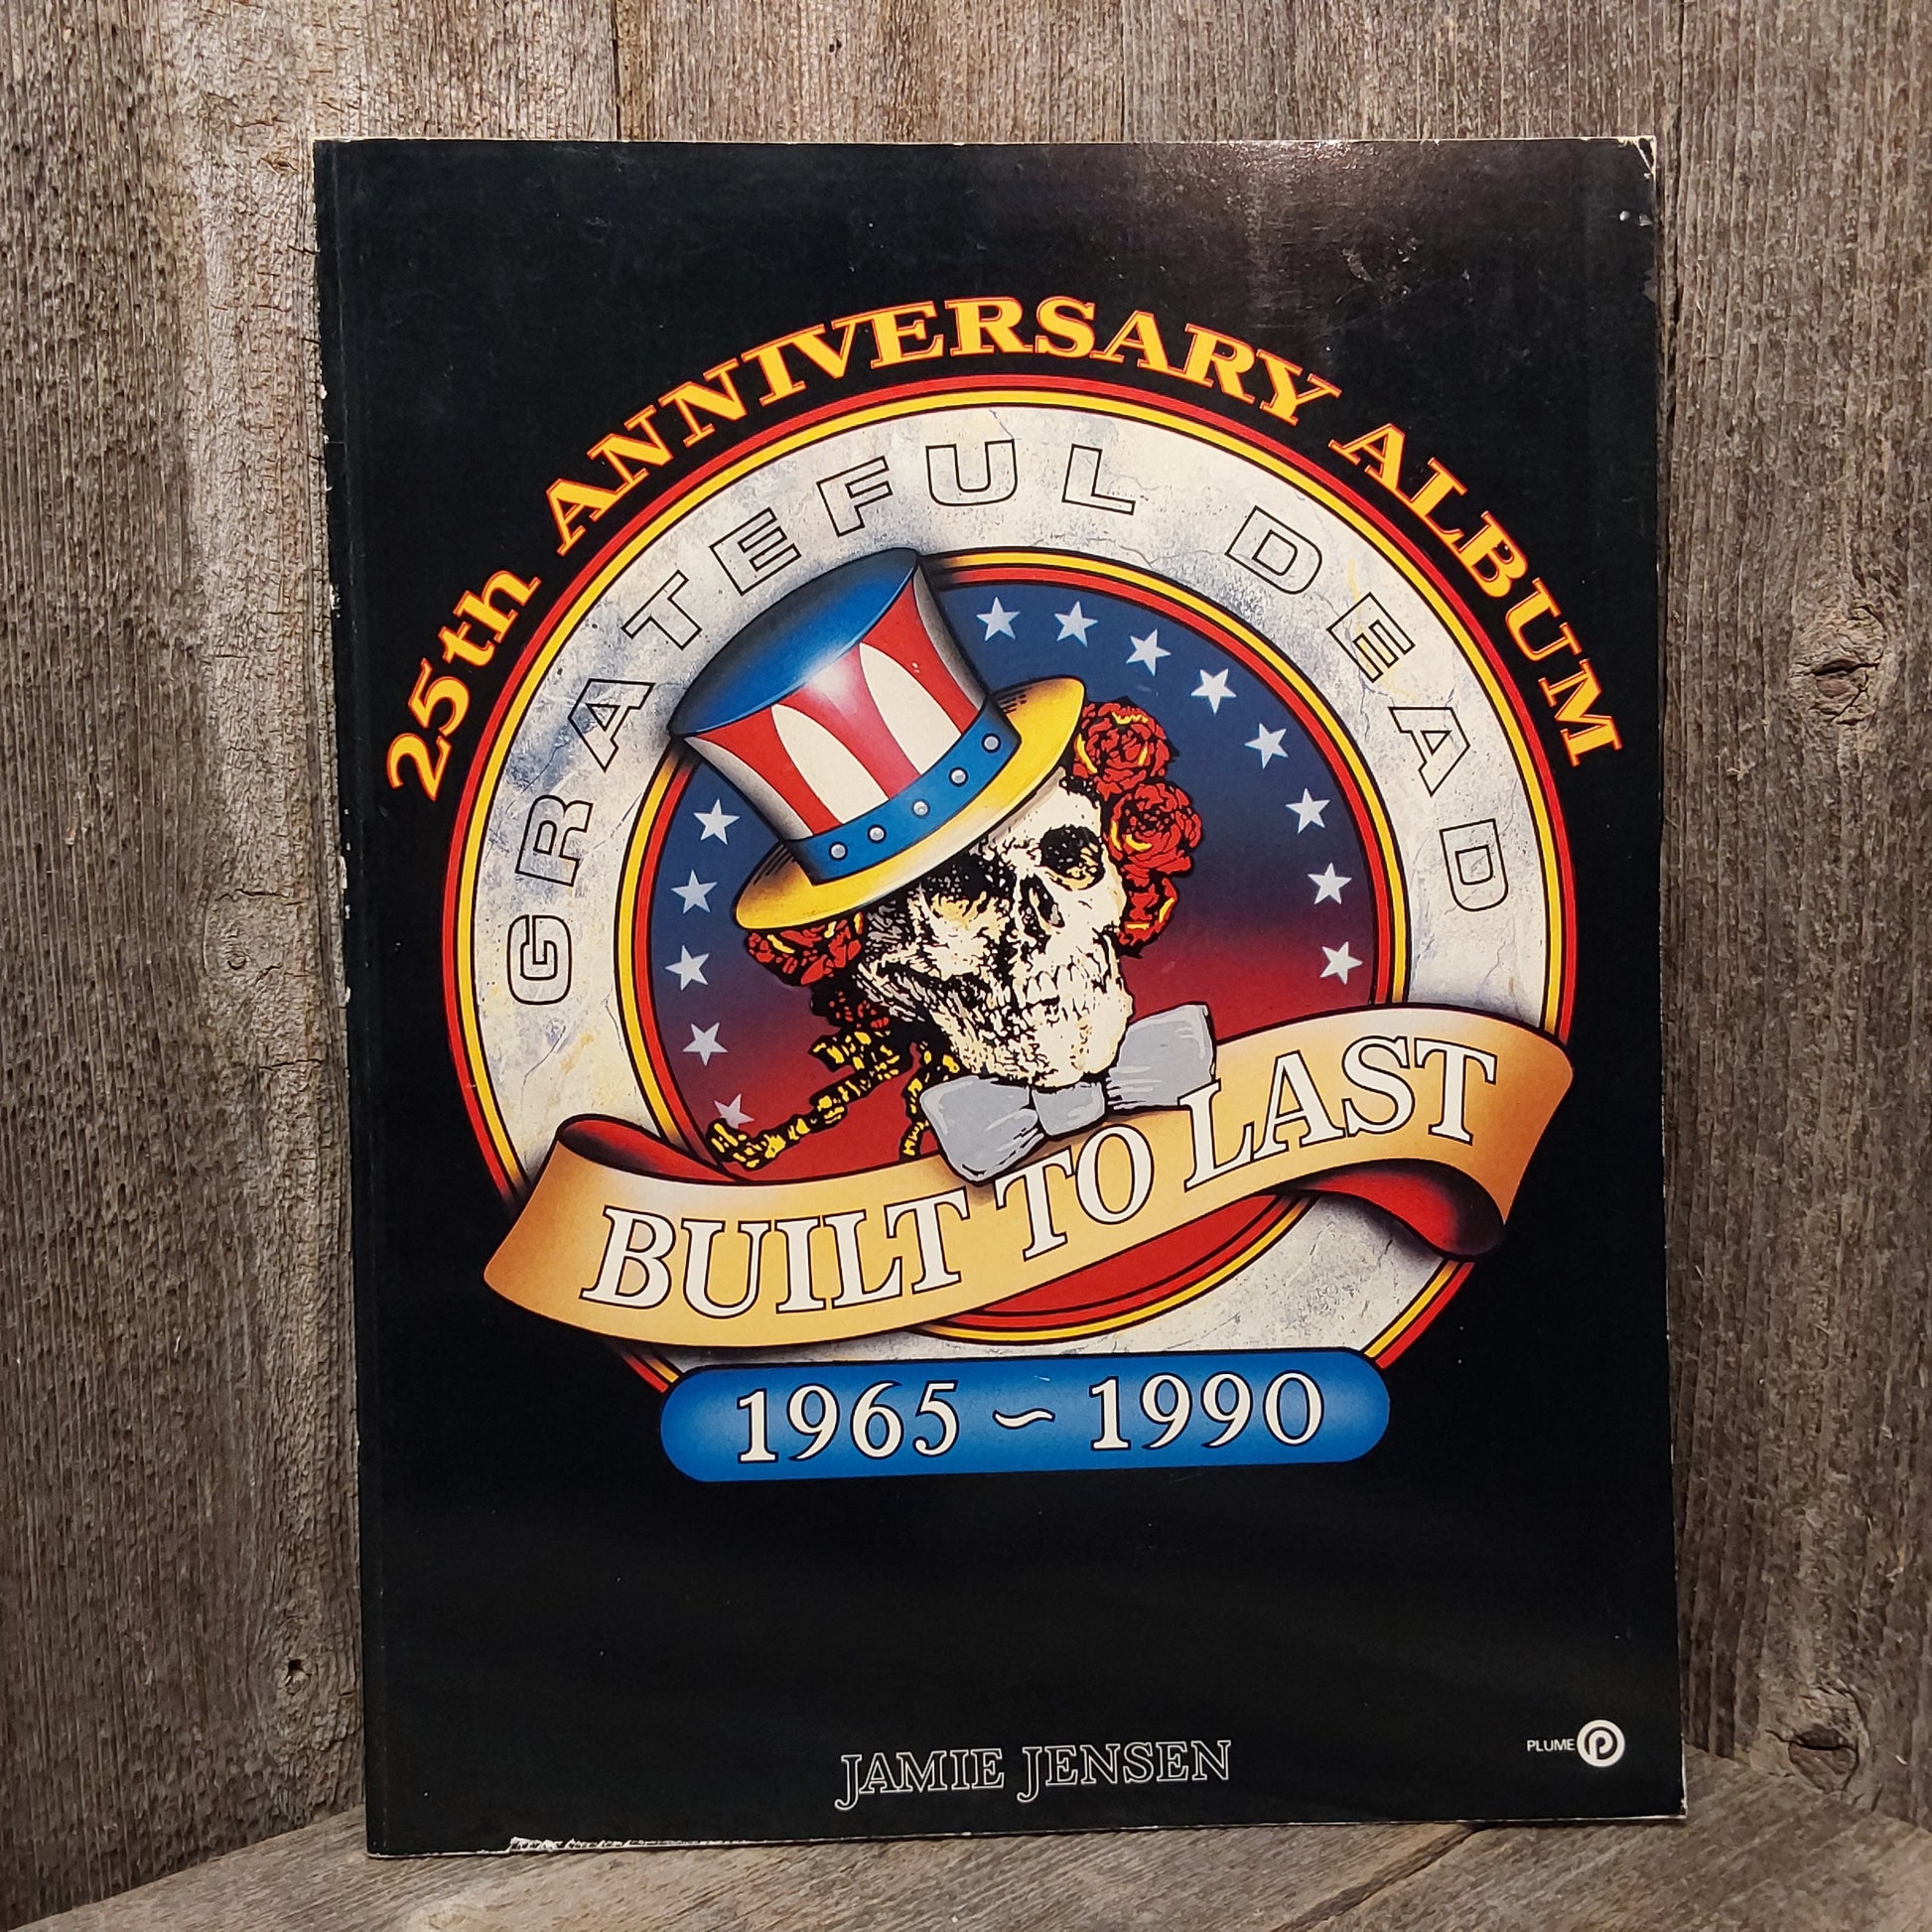 25th ANNIVERSARY ALBUM
GRATEFUL DEAD
BUILT TO LAST
1965 ~ 1990
JAMIE JENSEN
PLUME P